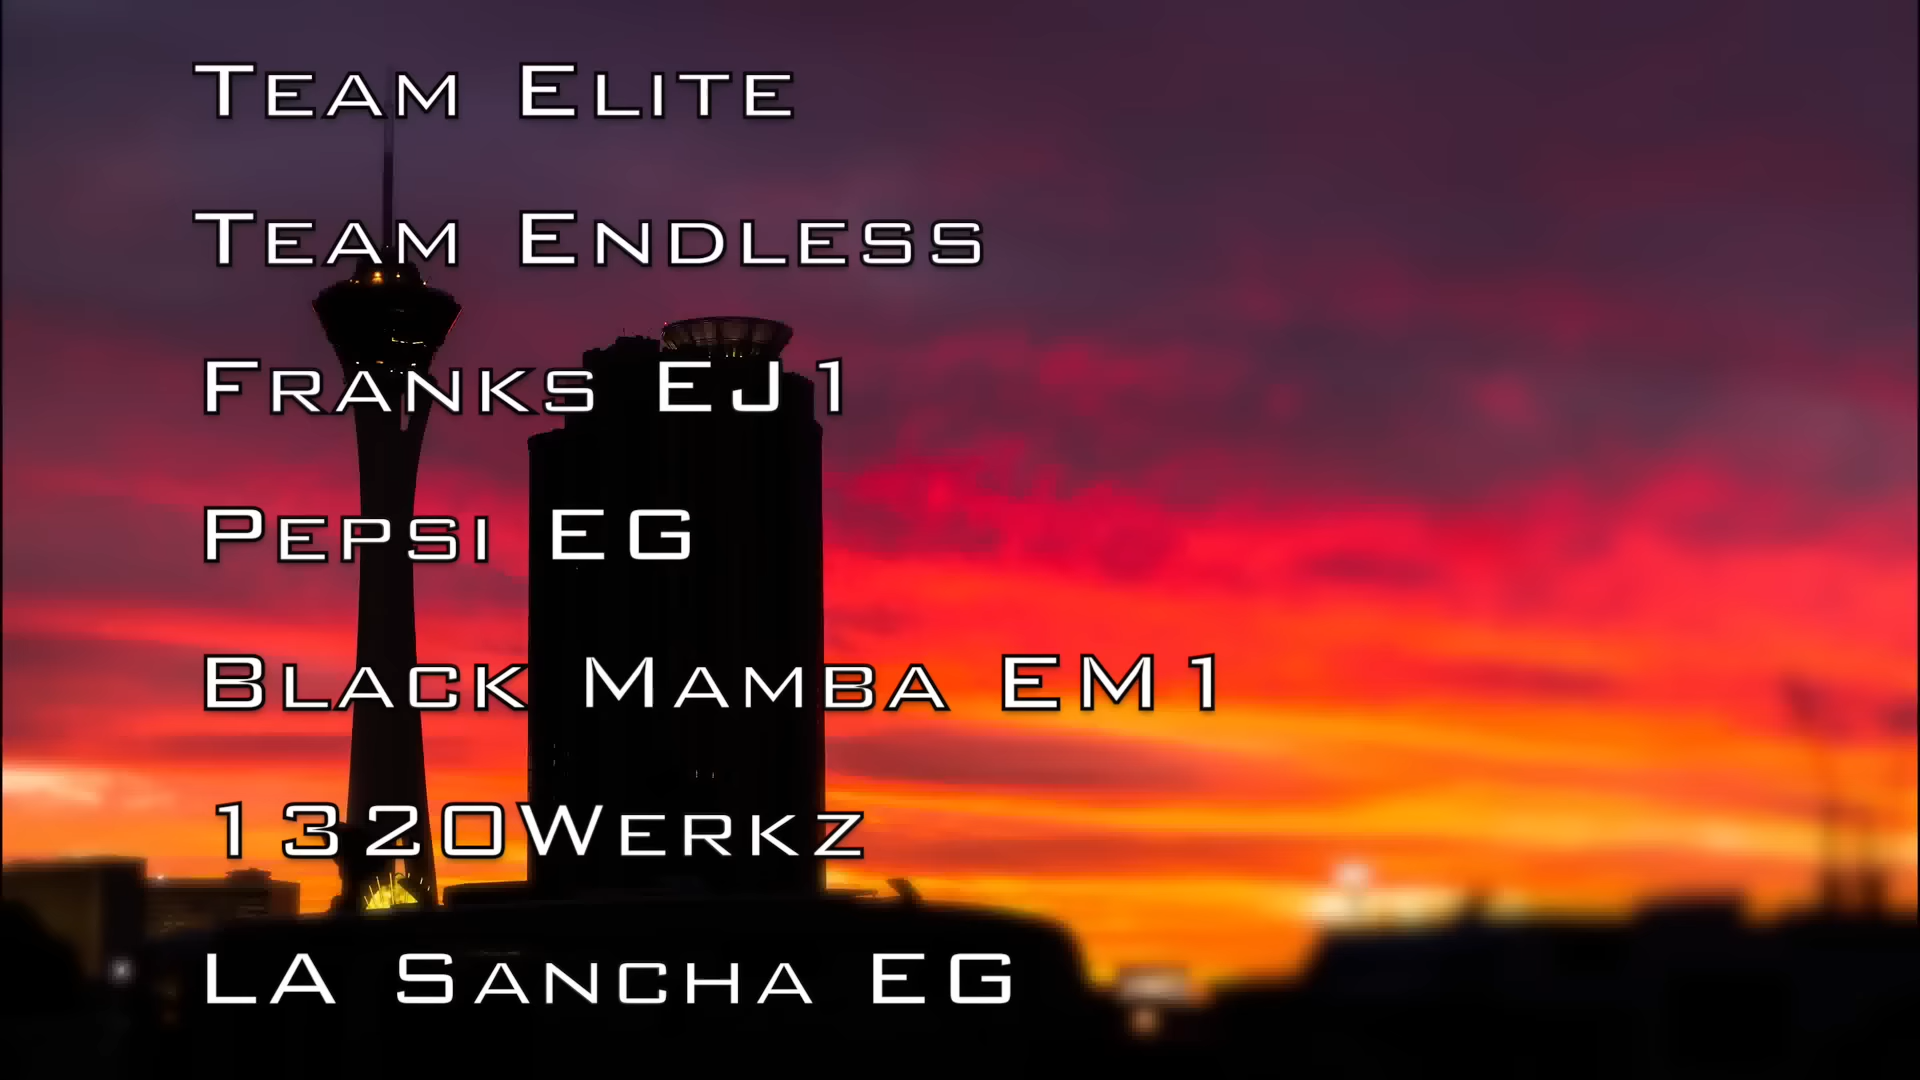 Team Elite
Team Endless
Franks EJ1
Pepsi EG
Black Mamba EM1
1320Werkz
LA Sancha EG